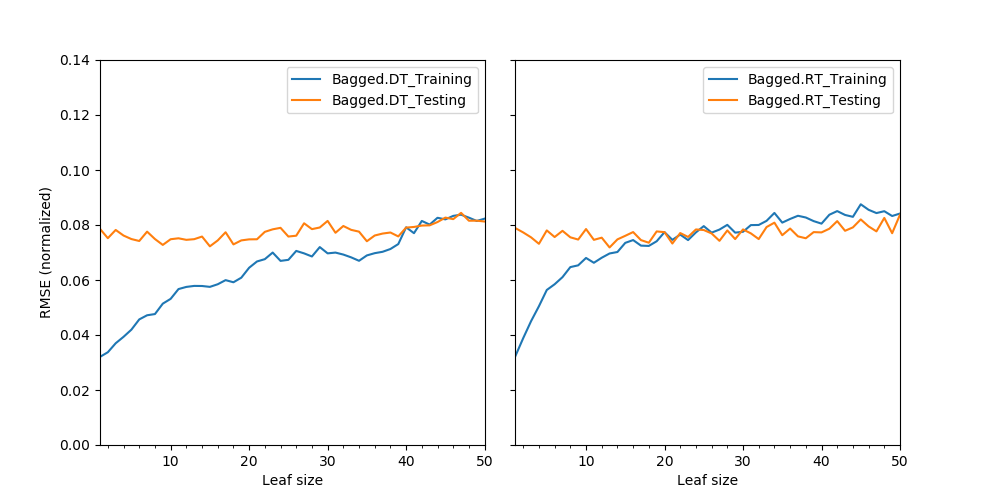 Bagged.DT_Training
Bagged.DT_Testing
Bagged.RT_Training
Bagged.RT_Testing
0.14
0.12
0.10
0.08
0.06
0.04
0.02
0.00
RMSE (normalized)
10 20 30 40 50
10 20 30 40 50
Leaf size
Leaf size